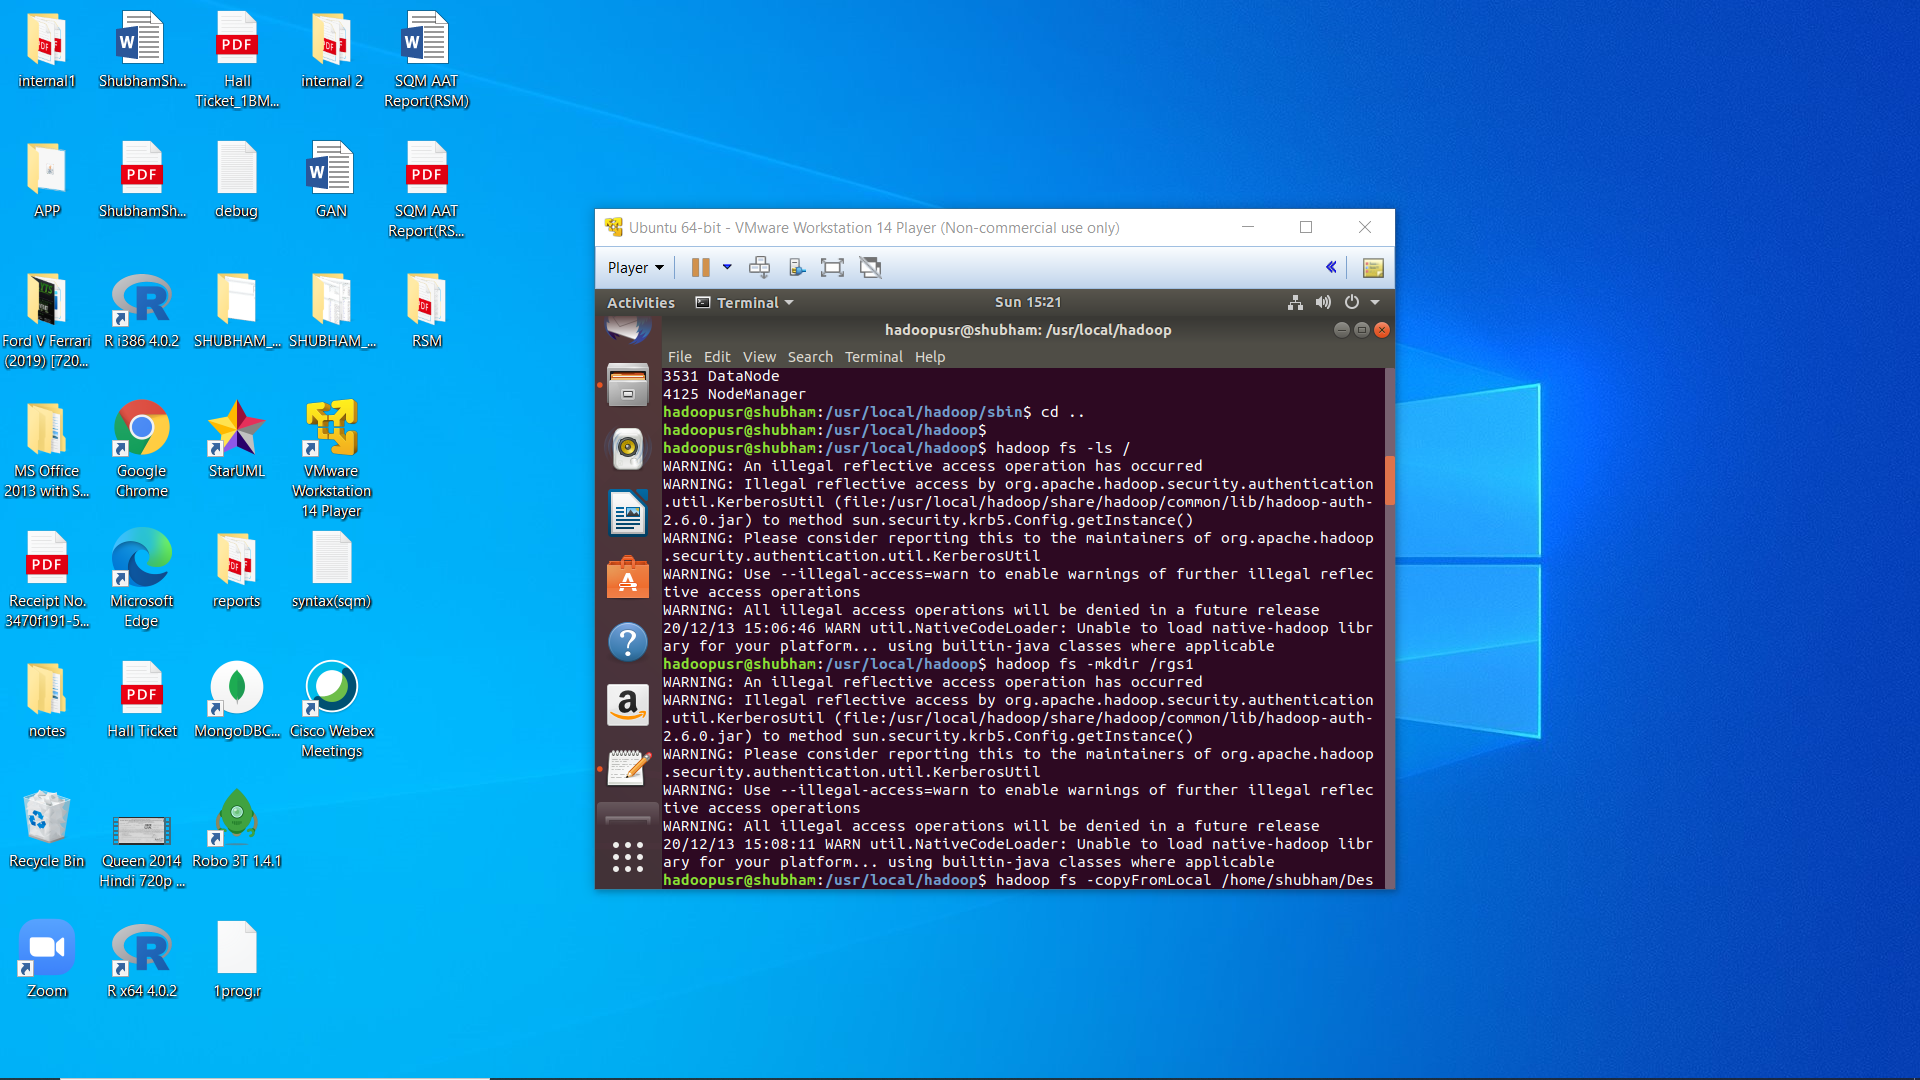 internal1
ShubhamSh...
Hall
Ticket_1BM...
internal 2
SQM AAT
Report(RSM)
APP
ShubhamSh...
debug
GAN
SQM AAT
Report(RS...
Ford V Ferrari
(2019) [720...
R i386 4.0.2
SHUBHAM_...
SHUBHAM_...
RSM
MS Office
2013 with S...
Google
Chrome
StarUML
VMware
Workstation
14 Player
Receipt No.
3470f191-5...
Microsoft
Edge
reports
syntax(sqm)
notes
Hall Ticket
MongoDBC...
Cisco Webex
Meetings
Recycle Bin
Queen 2014
Hindi 720p ...
Robo 3T 1.4.1
Zoom
R x64 4.0.2
1prog.r
Ubuntu 64-bit - VMware Workstation 14 Player (Non-commercial use only)
Player
Activities Terminal Sun 15:21
hadoopusr@shubham: /usr/local/hadoop
File Edit View Search Terminal Help
3531 DataNode
4125 NodeManager
hadoopusr@shubham:/usr/local/hadoop/sbin$ cd ..
hadoopusr@shubham:/usr/local/hadoop$
hadoopusr@shubham:/usr/local/hadoop$ hadoop fs -ls /
WARNING: An illegal reflective access operation has occurred
WARNING: Illegal reflective access by org.apache.hadoop.security.authentication
.util.KerberosUtil (file:/usr/local/hadoop/share/hadoop/common/lib/hadoop-auth-
2.6.0.jar) to method sun.security.krb5.Config.getInstance()
WARNING: Please consider reporting this to the maintainers of org.apache.hadoop
.security.authentication.util.KerberosUtil
WARNING: Use --illegal-access=warn to enable warnings of further illegal reflec
tive access operations
WARNING: All illegal access operations will be denied in a future release
20/12/13 15:06:46 WARN util.NativeCodeLoader: Unable to load native-hadoop libr
ary for your platform... using builtin-java classes where applicable
hadoopusr@shubham:/usr/local/hadoop$ hadoop fs -mkdir /rgs1
WARNING: An illegal reflective access operation has occurred
WARNING: Illegal reflective access by org.apache.hadoop.security.authentication
.util.KerberosUtil (file:/usr/local/hadoop/share/hadoop/common/lib/hadoop-auth-
2.6.0.jar) to method sun.security.krb5.Config.getInstance()
WARNING: Please consider reporting this to the maintainers of org.apache.hadoop
.security.authentication.util.KerberosUtil
WARNING: Use --illegal-access=warn to enable warnings of further illegal reflec
tive access operations
WARNING: All illegal access operations will be denied in a future release
20/12/13 15:08:11 WARN util.NativeCodeLoader: Unable to load native-hadoop libr
ary for your platform... using builtin-java classes where applicable
hadoopusr@shubham:/usr/local/hadoop$ hadoop fs -copyFromLocal /home/shubham/Des